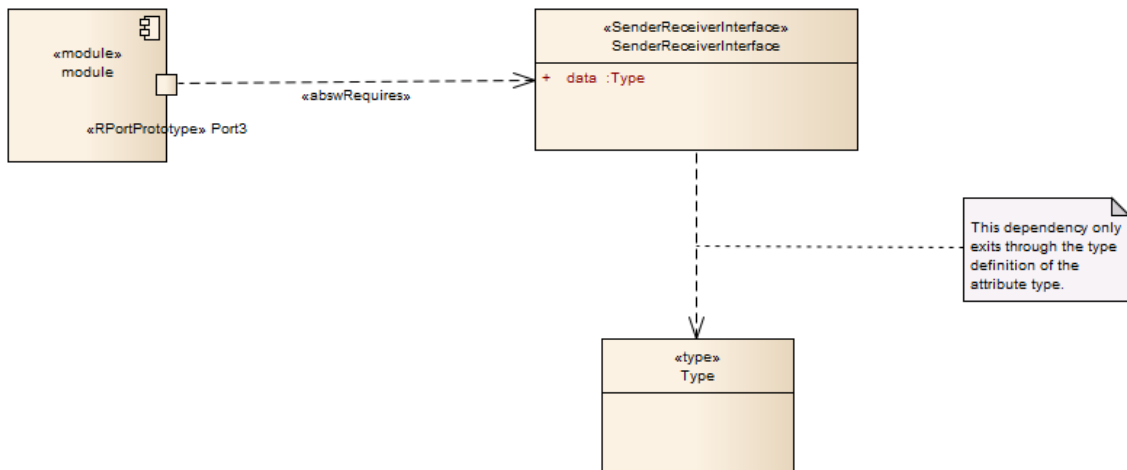 «module»
module
«RPortPrototype» Port3
«abswRequires»
«SenderReceiverInterface»
SenderReceiverInterface
+ data :Type
This dependency only
exits through the type
definition of the
attribute type.
«type»
Type